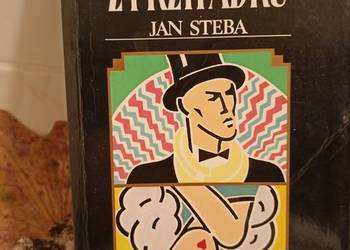 Z PRZYPADKU
JAN STEBA